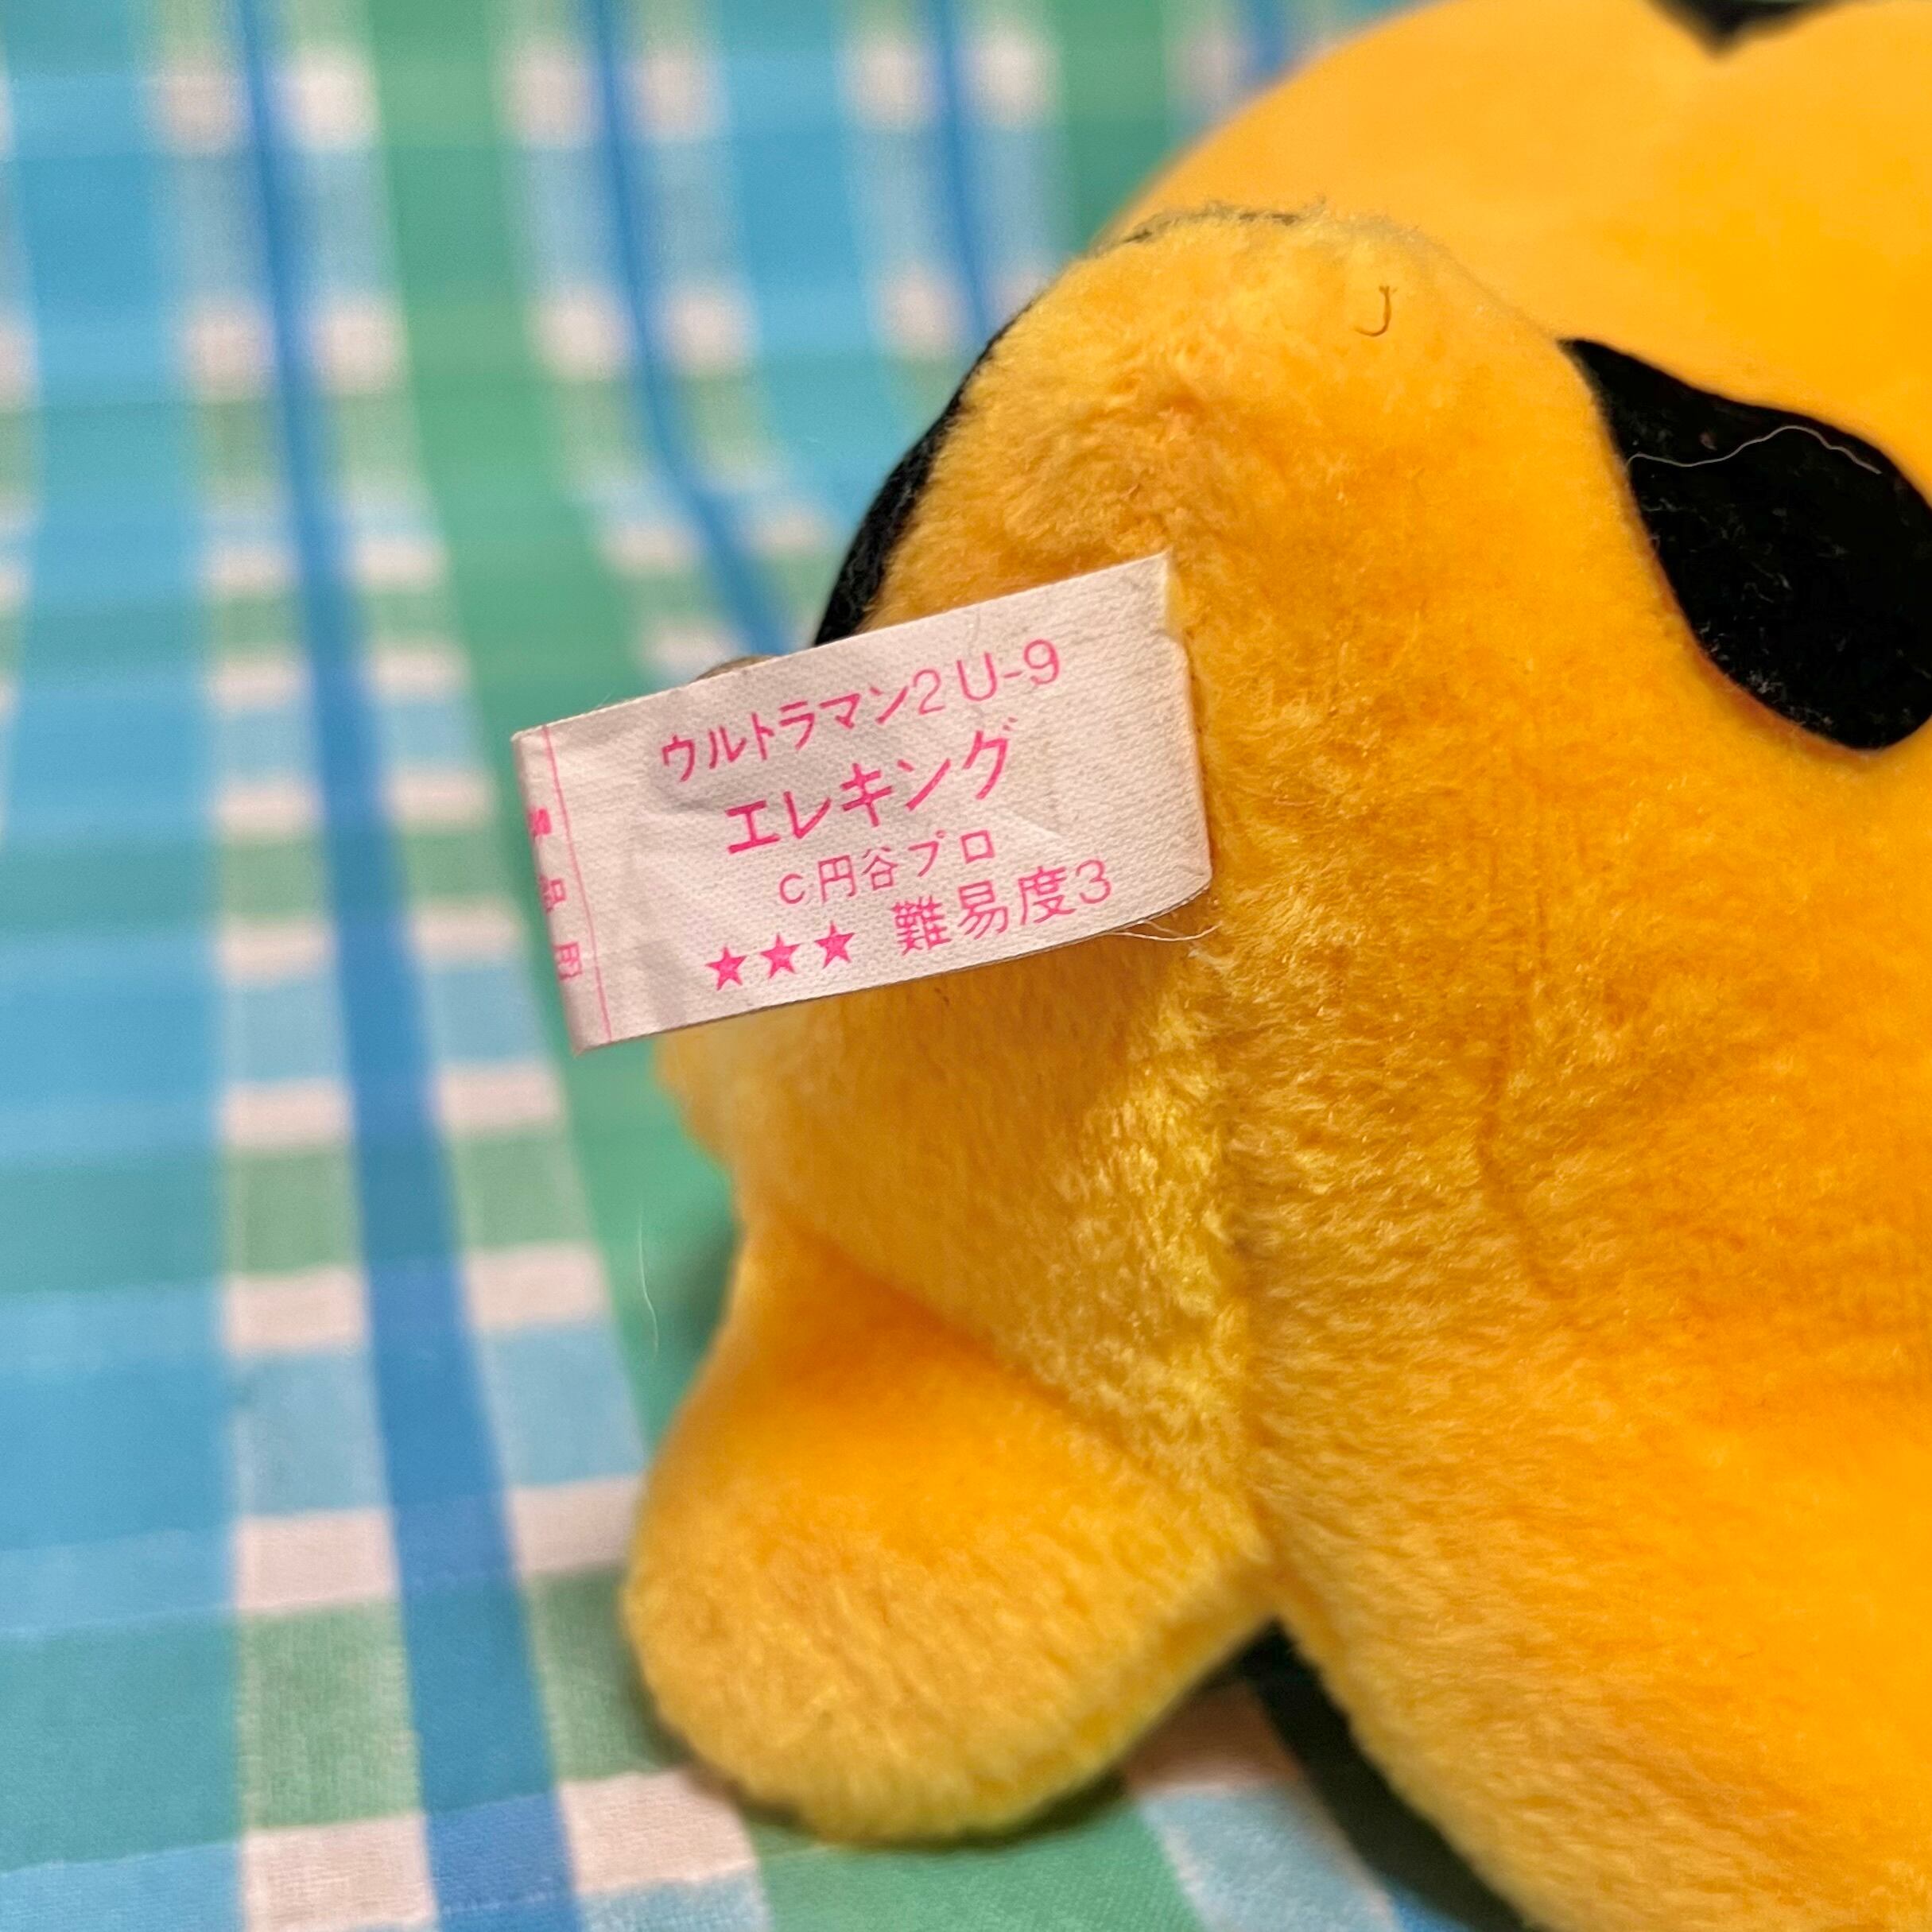 ウルトラマン2 U-9
エレキング
c 円谷プロ
★★★ 難易度3